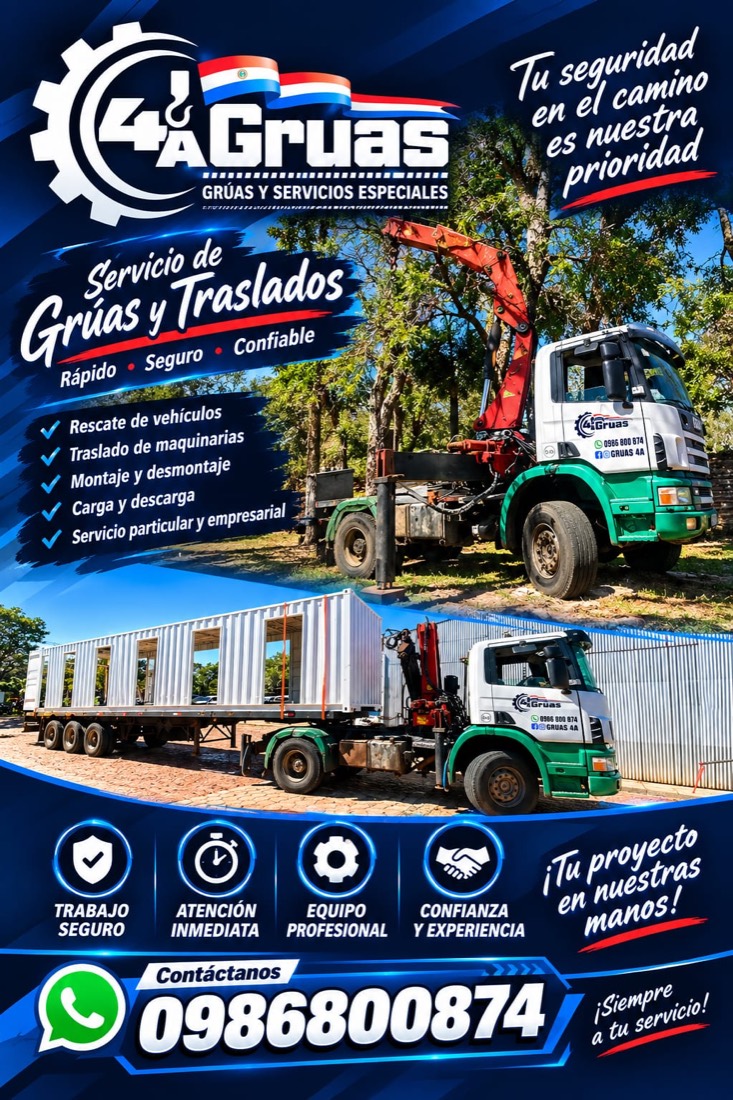 4A Gruas
GRÚAS Y SERVICIOS ESPECIALES
Tu seguridad
en el camino
es nuestra
prioridad
Servicio de
Grúas y Traslados
Rápido • Seguro • Confiable
Rescate de vehículos
Traslado de maquinarias
Montaje y desmontaje
Carga y descarga
Servicio particular y empresarial
4A Gruas
0986 800 874
GRUAS 4A
4A Gruas
0986 800 874
GRUAS 4A
TRABAJO
SEGURO
ATENCIÓN
INMEDIATA
EQUIPO
PROFESIONAL
CONFIANZA
Y EXPERIENCIA
¡Tu proyecto
en nuestras
manos!
Contáctanos
0986800874
¡Siempre
a tu servicio!